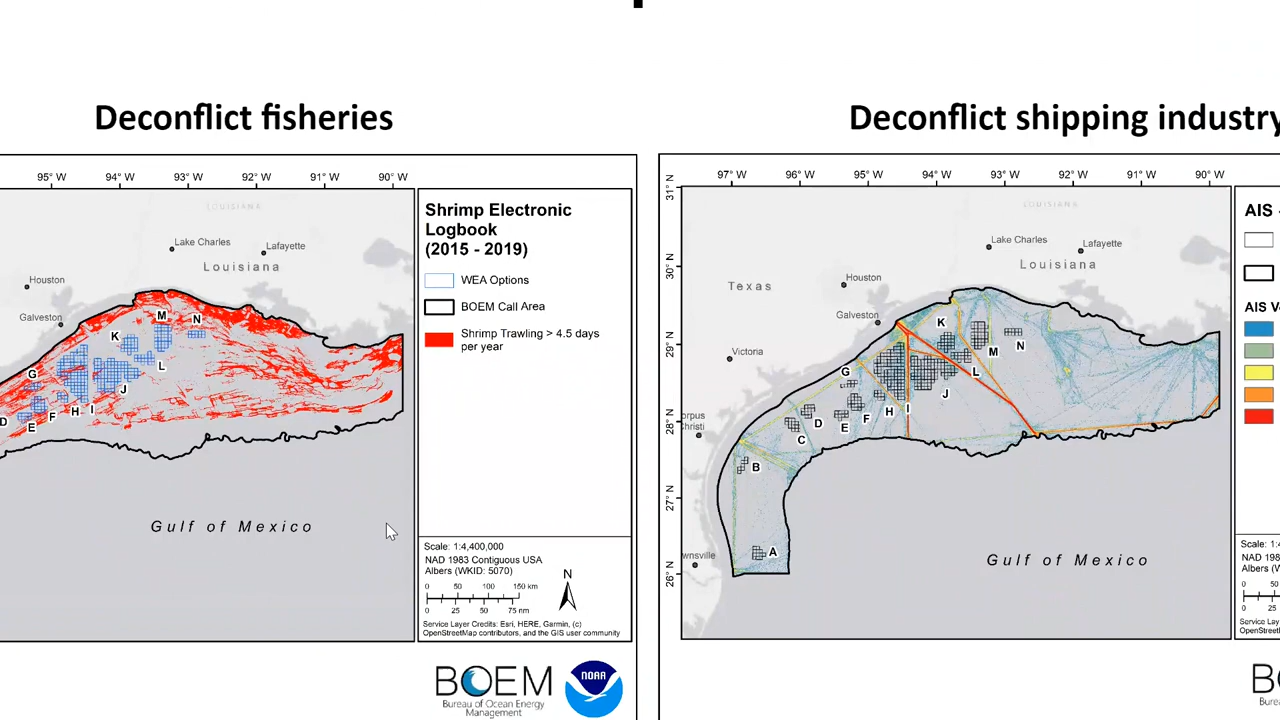 Deconflict fisheries
95° W 94° W 93° W 92° W 91° W 90° W
LOUISIANA
Lake Charles
Lafayette
Louisiana
Houston
Galveston
M
N
K
L
G
J
D
E
F
H
I
Gulf of Mexico
Shrimp Electronic
Logbook
(2015 - 2019)
WEA Options
BOEM Call Area
Shrimp Trawling > 4.5 days
per year
Scale: 1:4,400,000
NAD 1983 Contiguous USA
Albers (WKID: 5070)
N
0 50 100 150 km
0 25 50 75 nm
Service Layer Credits: Esri, HERE, Garmin, (c)
OpenStreetMap contributors, and the GIS user community
BOEM
Bureau of Ocean Energy
Management
NOAA
Deconflict shipping industry
97° W 96° W 95° W 94° W 93° W 92° W 91° W 90° W
31° N
30° N
29° N
28° N
27° N
26° N
LOUISIANA
Lake Charles
Lafayette
Louisiana
Texas
Houston
Galveston
Victoria
orpus
Christi
wnsville
K
M
N
L
G
J
H
I
D
E
F
C
B
A
Gulf of Mexico
AIS
AIS V
Scale: 1:4
NAD 198
Albers (W
0 50
0 25
Service Lay
OpenStreetM
BO
Bureau